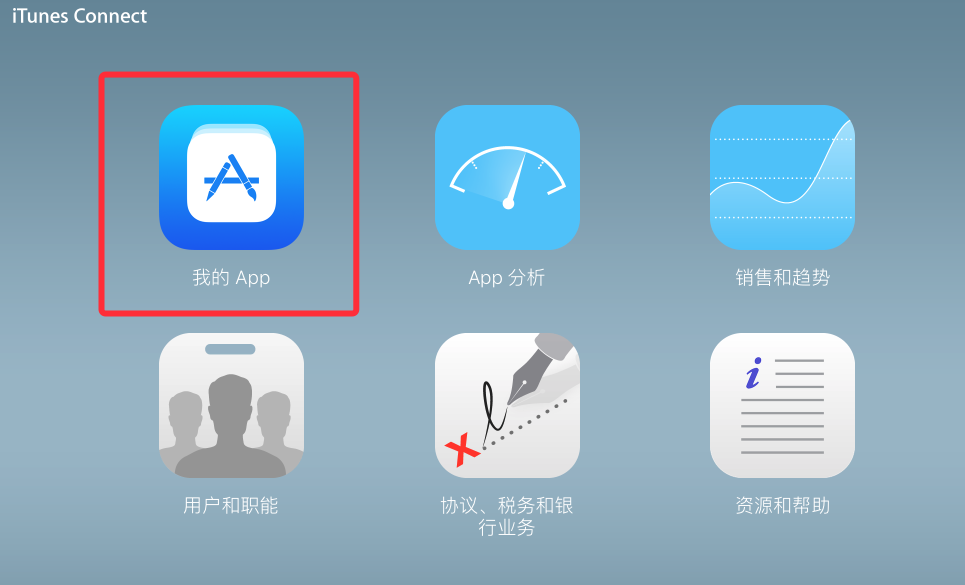 iTunes Connect
我的 App
App 分析
销售和趋势
用户和职能
协议、税务和银
行业务
资源和帮助